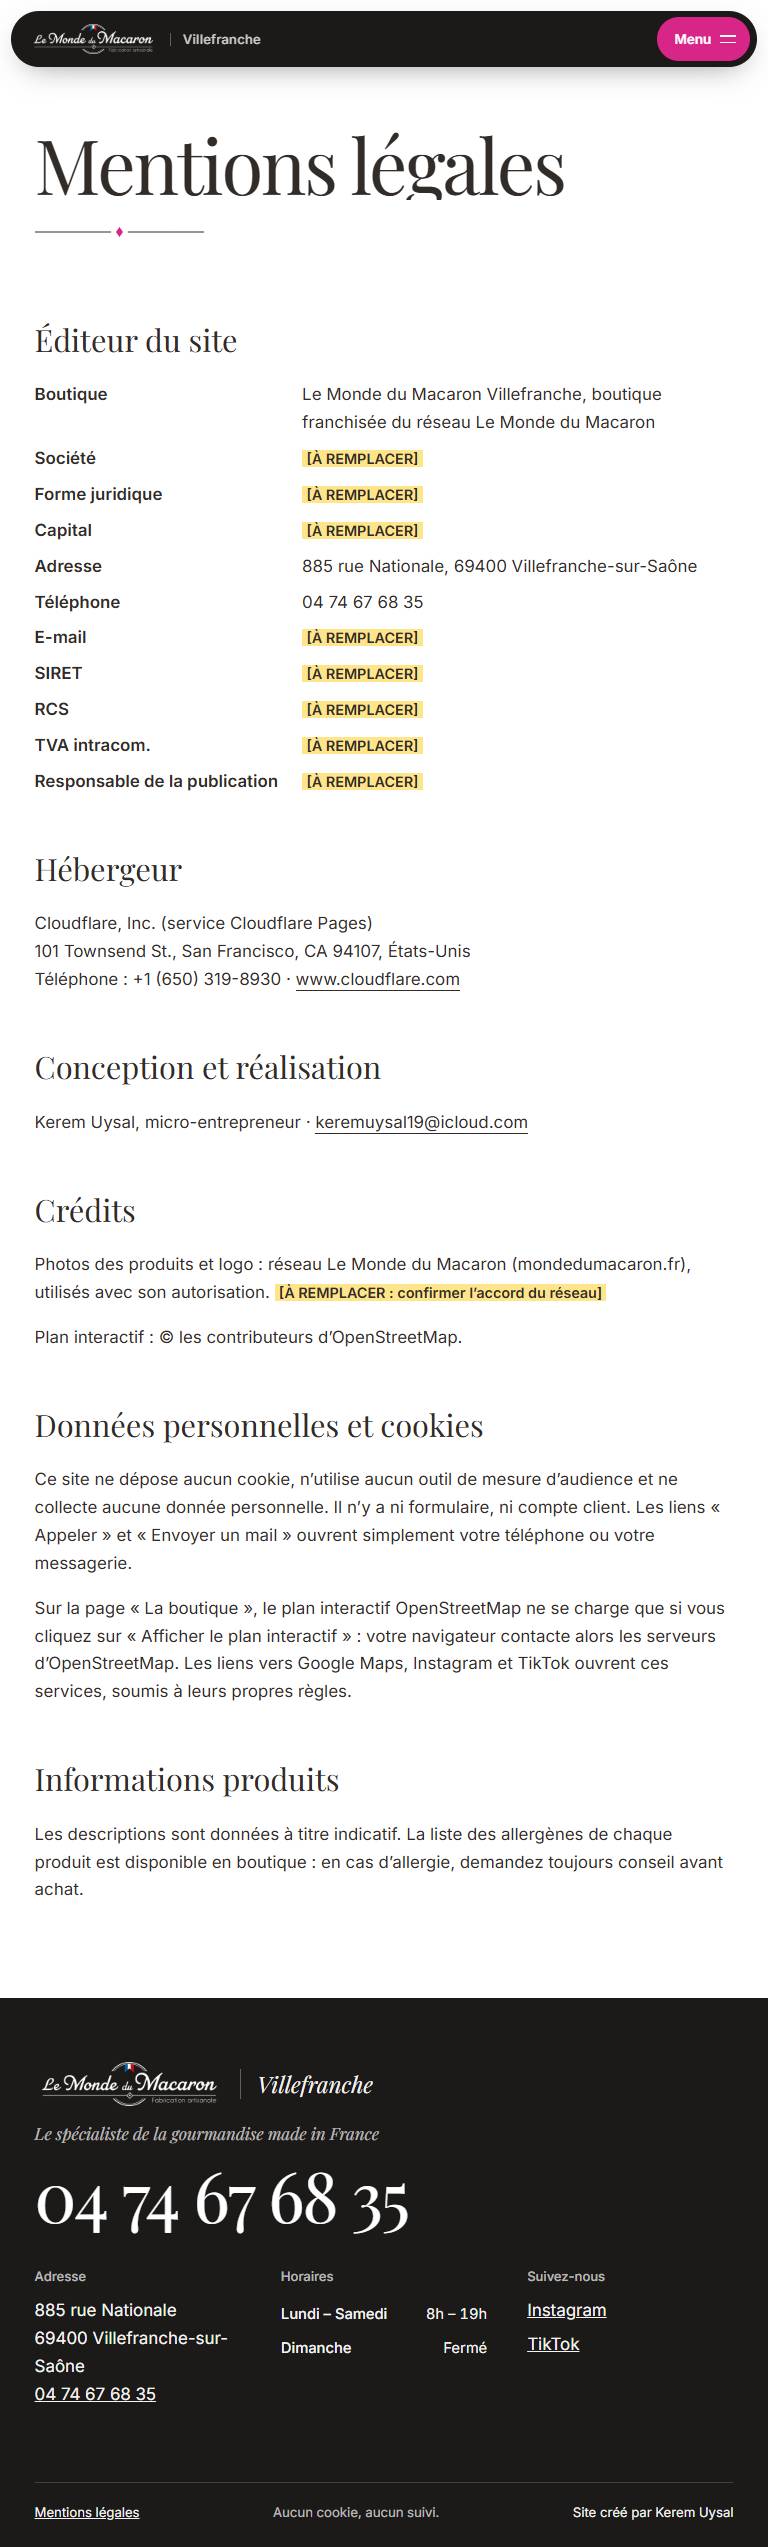 Le Monde du Macaron
Fabrication artisanale
Villefranche
Menu
Mentions légales
Éditeur du site
Boutique
Le Monde du Macaron Villefranche, boutique
franchisée du réseau Le Monde du Macaron
Société [À REMPLACER]
Forme juridique [À REMPLACER]
Capital [À REMPLACER]
Adresse 885 rue Nationale, 69400 Villefranche-sur-Saône
Téléphone 04 74 67 68 35
E-mail [À REMPLACER]
SIRET [À REMPLACER]
RCS [À REMPLACER]
TVA intracom. [À REMPLACER]
Responsable de la publication [À REMPLACER]
Hébergeur
Cloudflare, Inc. (service Cloudflare Pages)
101 Townsend St., San Francisco, CA 94107, États-Unis
Téléphone : +1 (650) 319-8930 · www.cloudflare.com
Conception et réalisation
Kerem Uysal, micro-entrepreneur · keremuysal19@icloud.com
Crédits
Photos des produits et logo : réseau Le Monde du Macaron (mondedumacaron.fr),
utilisés avec son autorisation. [À REMPLACER : confirmer l’accord du réseau]
Plan interactif : © les contributeurs d’OpenStreetMap.
Données personnelles et cookies
Ce site ne dépose aucun cookie, n’utilise aucun outil de mesure d’audience et ne
collecte aucune donnée personnelle. Il n’y a ni formulaire, ni compte client. Les liens «
Appeler » et « Envoyer un mail » ouvrent simplement votre téléphone ou votre
messagerie.
Sur la page « La boutique », le plan interactif OpenStreetMap ne se charge que si vous
cliquez sur « Afficher le plan interactif » : votre navigateur contacte alors les serveurs
d’OpenStreetMap. Les liens vers Google Maps, Instagram et TikTok ouvrent ces
services, soumis à leurs propres règles.
Informations produits
Les descriptions sont données à titre indicatif. La liste des allergènes de chaque
produit est disponible en boutique : en cas d’allergie, demandez toujours conseil avant
achat.
Le Monde du Macaron
Fabrication artisanale
Villefranche
Le spécialiste de la gourmandise made in France
04 74 67 68 35
Adresse
885 rue Nationale
69400 Villefranche-sur-
Saône
04 74 67 68 35
Horaires
Lundi – Samedi 8h – 19h
Dimanche Fermé
Suivez-nous
Instagram
TikTok
Mentions légales
Aucun cookie, aucun suivi.
Site créé par Kerem Uysal